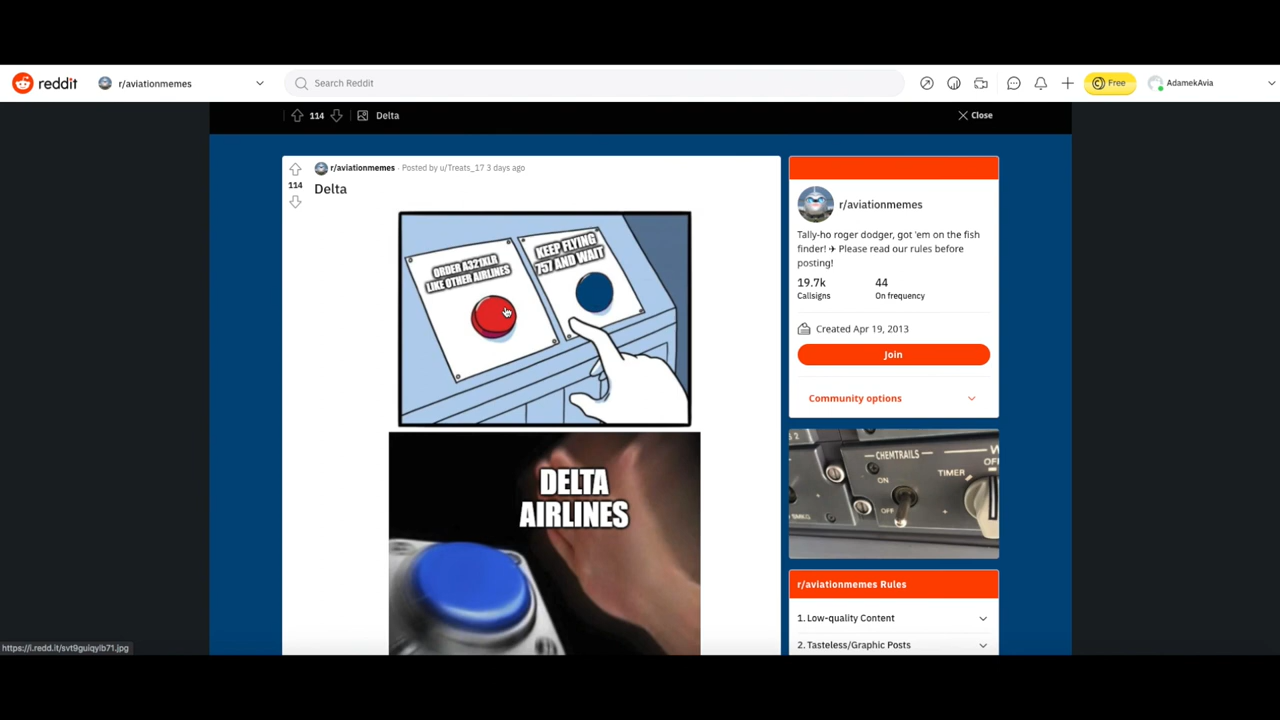 reddit
r/aviationmemes
Search Reddit
Free
AdamekAvia
114
Delta
Close
r/aviationmemes · Posted by u/Treats_17 3 days ago
114
Delta
ORDER A321XLR
LIKE OTHER AIRLINES
KEEP FLYING
757 AND WAIT
DELTA
AIRLINES
r/aviationmemes
Tally-ho roger dodger, got 'em on the fish
finder! ✈ Please read our rules before
posting!
19.7k
Callsigns
44
On frequency
Created Apr 19, 2013
Join
Community options
CHEMTRAILS
ON
OFF
TIMER
r/aviationmemes Rules
1. Low-quality Content
2. Tasteless/Graphic Posts
https://i.redd.it/svt9guiqylb71.jpg